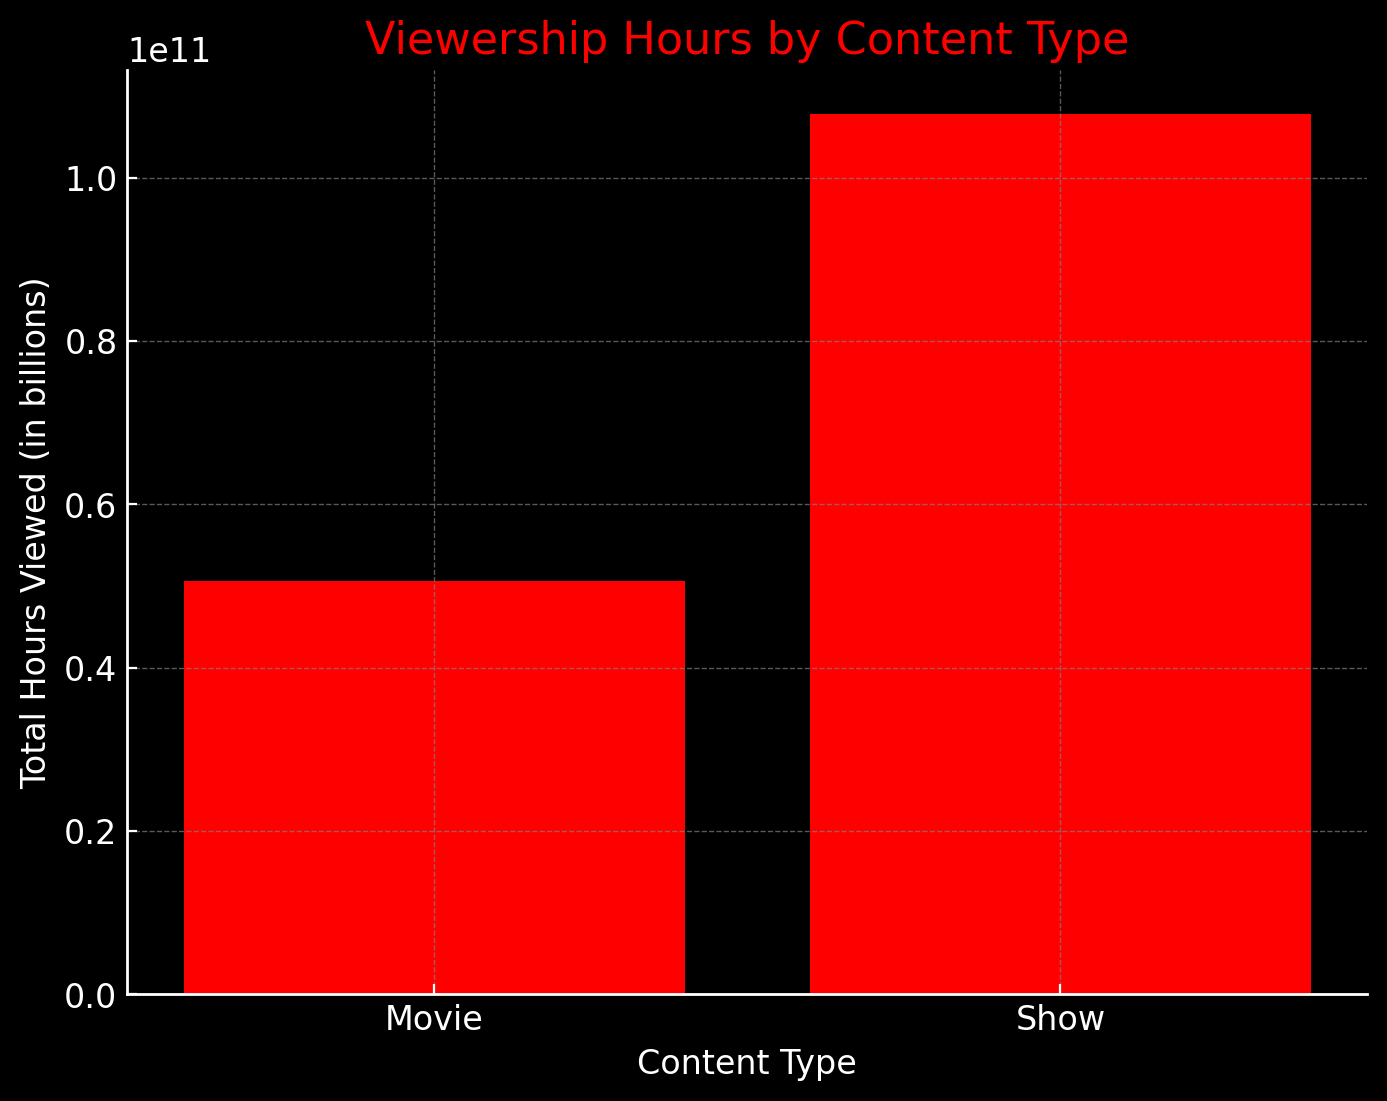 Viewership Hours by Content Type
1e11
1.0
0.8
0.6
0.4
0.2
0.0
Total Hours Viewed (in billions)
Movie
Show
Content Type